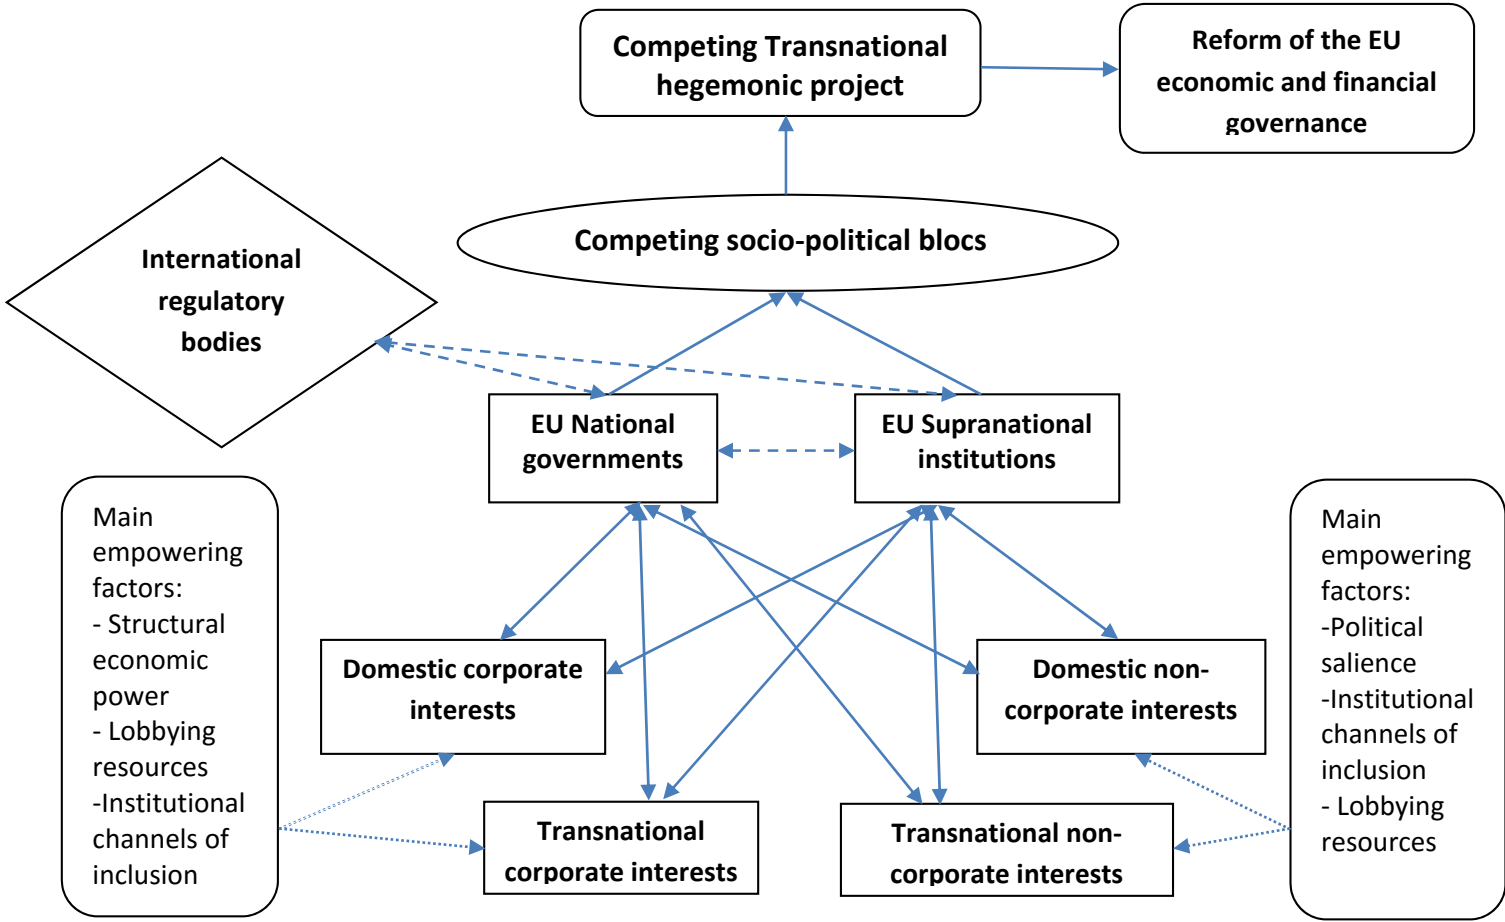 Competing Transnational
hegemonic project
Reform of the EU
economic and financial
governance
Competing socio-political blocs
International
regulatory
bodies
EU National
governments
EU Supranational
institutions
Main
empowering
factors:
- Structural
economic
power
- Lobbying
resources
-Institutional
channels of
inclusion
Domestic corporate
interests
Domestic non-
corporate interests
Transnational
corporate interests
Transnational non-
corporate interests
Main
empowering
factors:
-Political
salience
-Institutional
channels of
inclusion
- Lobbying
resources